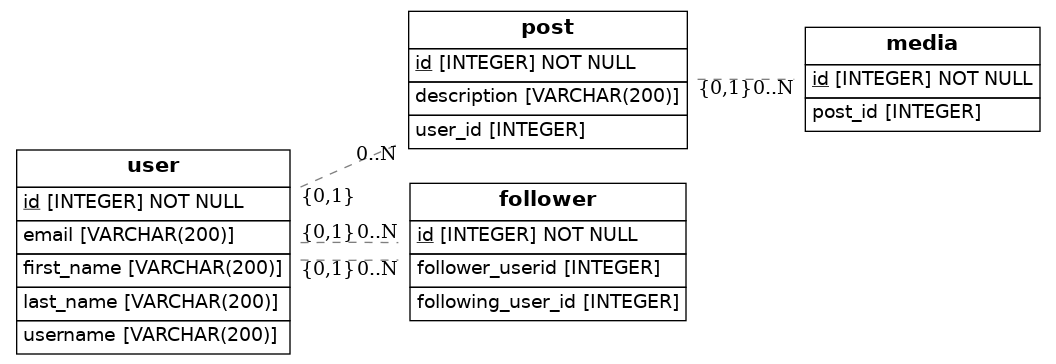 post
id [INTEGER] NOT NULL
description [VARCHAR(200)]
user_id [INTEGER]
media
id [INTEGER] NOT NULL
post_id [INTEGER]
{0,1} 0..N
0..N
{0,1}
user
id [INTEGER] NOT NULL
email [VARCHAR(200)]
first_name [VARCHAR(200)]
last_name [VARCHAR(200)]
username [VARCHAR(200)]
{0,1} 0..N
{0,1} 0..N
follower
id [INTEGER] NOT NULL
follower_userid [INTEGER]
following_user_id [INTEGER]